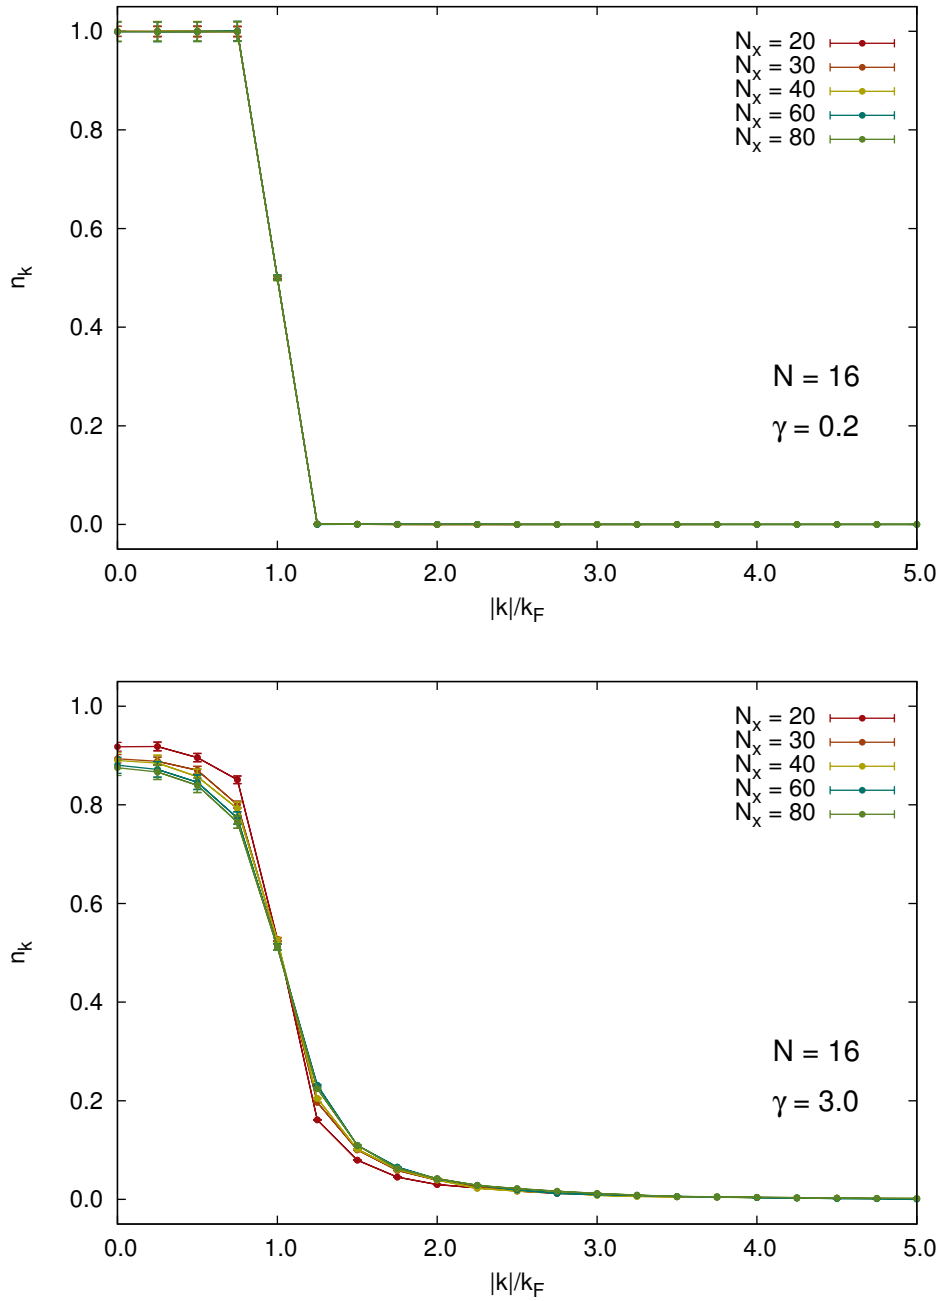 1.0
0.8
0.6
0.4
0.2
0.0
n_k
N_x = 20
N_x = 30
N_x = 40
N_x = 60
N_x = 80
N = 16
γ = 0.2
0.0 1.0 2.0 3.0 4.0 5.0
|k|/k_F
1.0
0.8
0.6
0.4
0.2
0.0
n_k
N_x = 20
N_x = 30
N_x = 40
N_x = 60
N_x = 80
N = 16
γ = 3.0
0.0 1.0 2.0 3.0 4.0 5.0
|k|/k_F